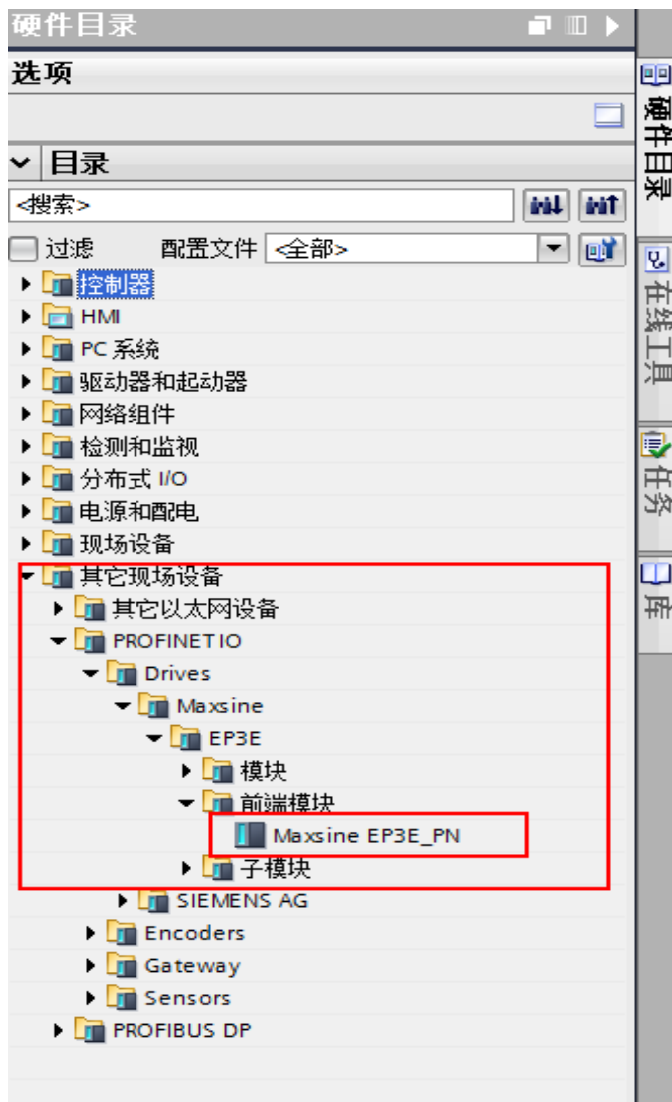 硬件目录
选项
目录
<搜索>
过滤 配置文件 <全部>
控制器
HMI
PC 系统
驱动器和起动器
网络组件
检测和监视
分布式 I/O
电源和配电
现场设备
其它现场设备
其它以太网设备
PROFINET IO
Drives
Maxsine
EP3E
模块
前端模块
Maxsine EP3E_PN
子模块
SIEMENS AG
Encoders
Gateway
Sensors
PROFIBUS DP
硬件目录
在线工具
任务
库